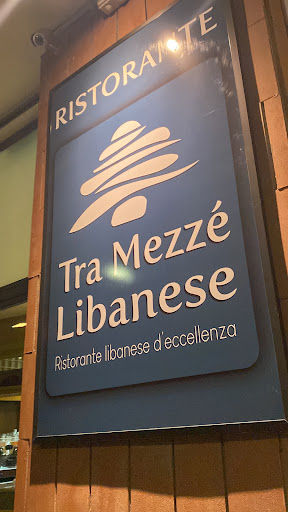 RISTORANTE
Tra Mezzé
Libanese
Ristorante libanese d'eccellenza